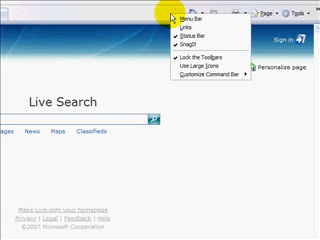 Page Tools
Menu Bar
Links
Status Bar
SnagIt
Lock the Toolbars
Use Large Icons
Customize Command Bar
Sign in
Personalize page
Live Search
ages News Maps Classifieds
Make Live.com your homepage
Privacy | Legal | Feedback | Help
©2007 Microsoft Corporation